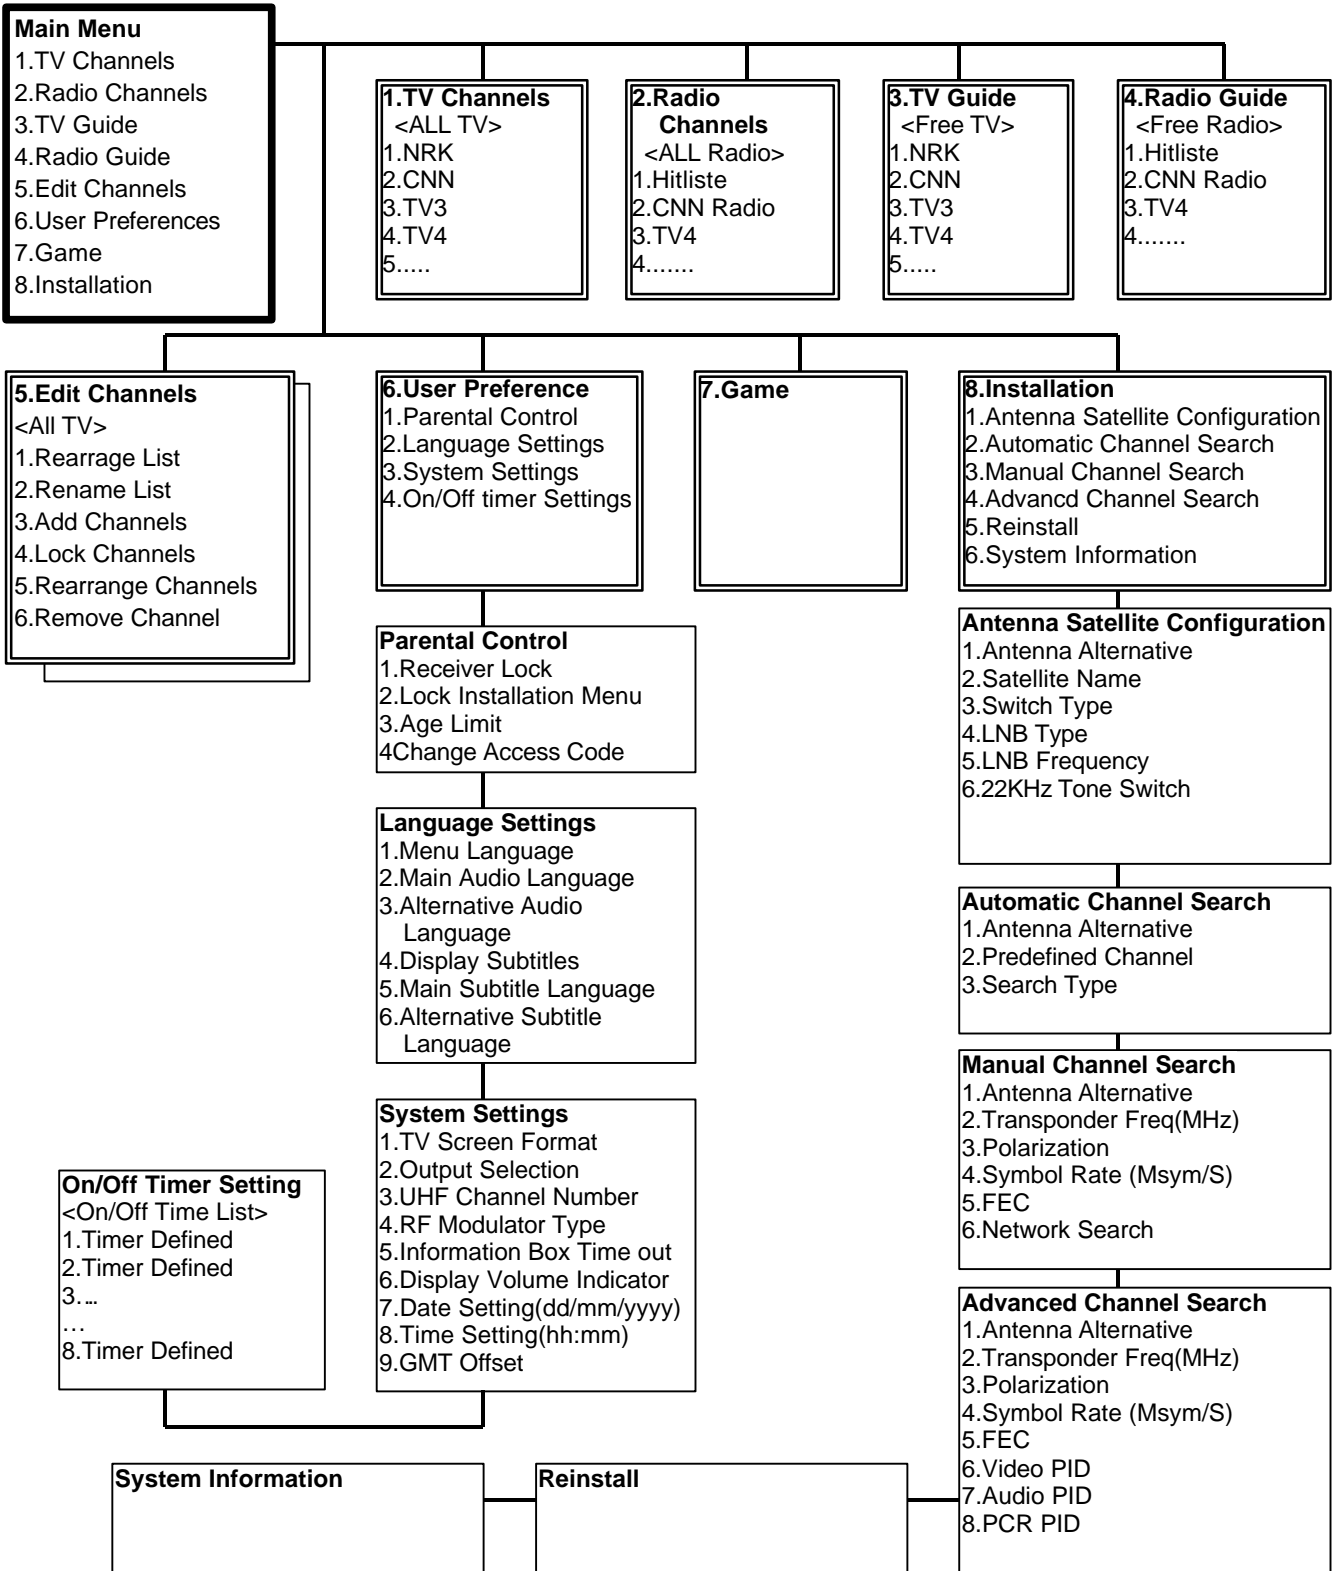 Main Menu
1.TV Channels
2.Radio Channels
3.TV Guide
4.Radio Guide
5.Edit Channels
6.User Preferences
7.Game
8.Installation
1.TV Channels
<ALL TV>
1.NRK
2.CNN
3.TV3
4.TV4
5.....
2.Radio
Channels
<ALL Radio>
1.Hitliste
2.CNN Radio
3.TV4
4.......
3.TV Guide
<Free TV>
1.NRK
2.CNN
3.TV3
4.TV4
5.....
4.Radio Guide
<Free Radio>
1.Hitliste
2.CNN Radio
3.TV4
4.......
5.Edit Channels
<All TV>
1.Rearrage List
2.Rename List
3.Add Channels
4.Lock Channels
5.Rearrange Channels
6.Remove Channel
6.User Preference
1.Parental Control
2.Language Settings
3.System Settings
4.On/Off timer Settings
7.Game
8.Installation
1.Antenna Satellite Configuration
2.Automatic Channel Search
3.Manual Channel Search
4.Advancd Channel Search
5.Reinstall
6.System Information
Parental Control
1.Receiver Lock
2.Lock Installation Menu
3.Age Limit
4Change Access Code
Language Settings
1.Menu Language
2.Main Audio Language
3.Alternative Audio
Language
4.Display Subtitles
5.Main Subtitle Language
6.Alternative Subtitle
Language
System Settings
1.TV Screen Format
2.Output Selection
3.UHF Channel Number
4.RF Modulator Type
5.Information Box Time out
6.Display Volume Indicator
7.Date Setting(dd/mm/yyyy)
8.Time Setting(hh:mm)
9.GMT Offset
On/Off Timer Setting
<On/Off Time List>
1.Timer Defined
2.Timer Defined
3....
…
8.Timer Defined
Antenna Satellite Configuration
1.Antenna Alternative
2.Satellite Name
3.Switch Type
4.LNB Type
5.LNB Frequency
6.22KHz Tone Switch
Automatic Channel Search
1.Antenna Alternative
2.Predefined Channel
3.Search Type
Manual Channel Search
1.Antenna Alternative
2.Transponder Freq(MHz)
3.Polarization
4.Symbol Rate (Msym/S)
5.FEC
6.Network Search
Advanced Channel Search
1.Antenna Alternative
2.Transponder Freq(MHz)
3.Polarization
4.Symbol Rate (Msym/S)
5.FEC
6.Video PID
7.Audio PID
8.PCR PID
Reinstall
System Information